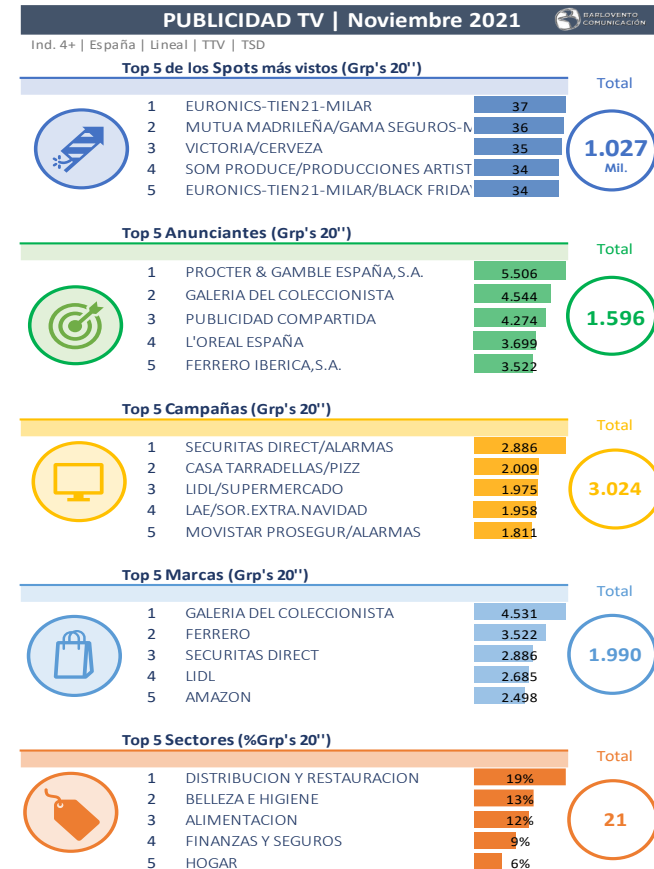 PUBLICIDAD TV | Noviembre 2021
BARLOVENTO
COMUNICACIÓN
Ind. 4+ | España | Lineal | TTV | TSD
Top 5 de los Spots más vistos (Grp's 20'')
Total
1 EURONICS-TIEN21-MILAR 37
2 MUTUA MADRILEÑA/GAMA SEGUROS-M 36
3 VICTORIA/CERVEZA 35
4 SOM PRODUCE/PRODUCCIONES ARTIST 34
5 EURONICS-TIEN21-MILAR/BLACK FRIDAY 34
1.027
Mil.
Top 5 Anunciantes (Grp's 20'')
Total
1 PROCTER & GAMBLE ESPAÑA,S.A. 5.506
2 GALERIA DEL COLECCIONISTA 4.544
3 PUBLICIDAD COMPARTIDA 4.274
4 L'OREAL ESPAÑA 3.699
5 FERRERO IBERICA,S.A. 3.522
1.596
Top 5 Campañas (Grp's 20'')
Total
1 SECURITAS DIRECT/ALARMAS 2.886
2 CASA TARRADELLAS/PIZZ 2.009
3 LIDL/SUPERMERCADO 1.975
4 LAE/SOR.EXTRA.NAVIDAD 1.958
5 MOVISTAR PROSEGUR/ALARMAS 1.811
3.024
Top 5 Marcas (Grp's 20'')
Total
1 GALERIA DEL COLECCIONISTA 4.531
2 FERRERO 3.522
3 SECURITAS DIRECT 2.886
4 LIDL 2.685
5 AMAZON 2.498
1.990
Top 5 Sectores (%Grp's 20'')
Total
1 DISTRIBUCION Y RESTAURACION 19%
2 BELLEZA E HIGIENE 13%
3 ALIMENTACION 12%
4 FINANZAS Y SEGUROS 9%
5 HOGAR 6%
21